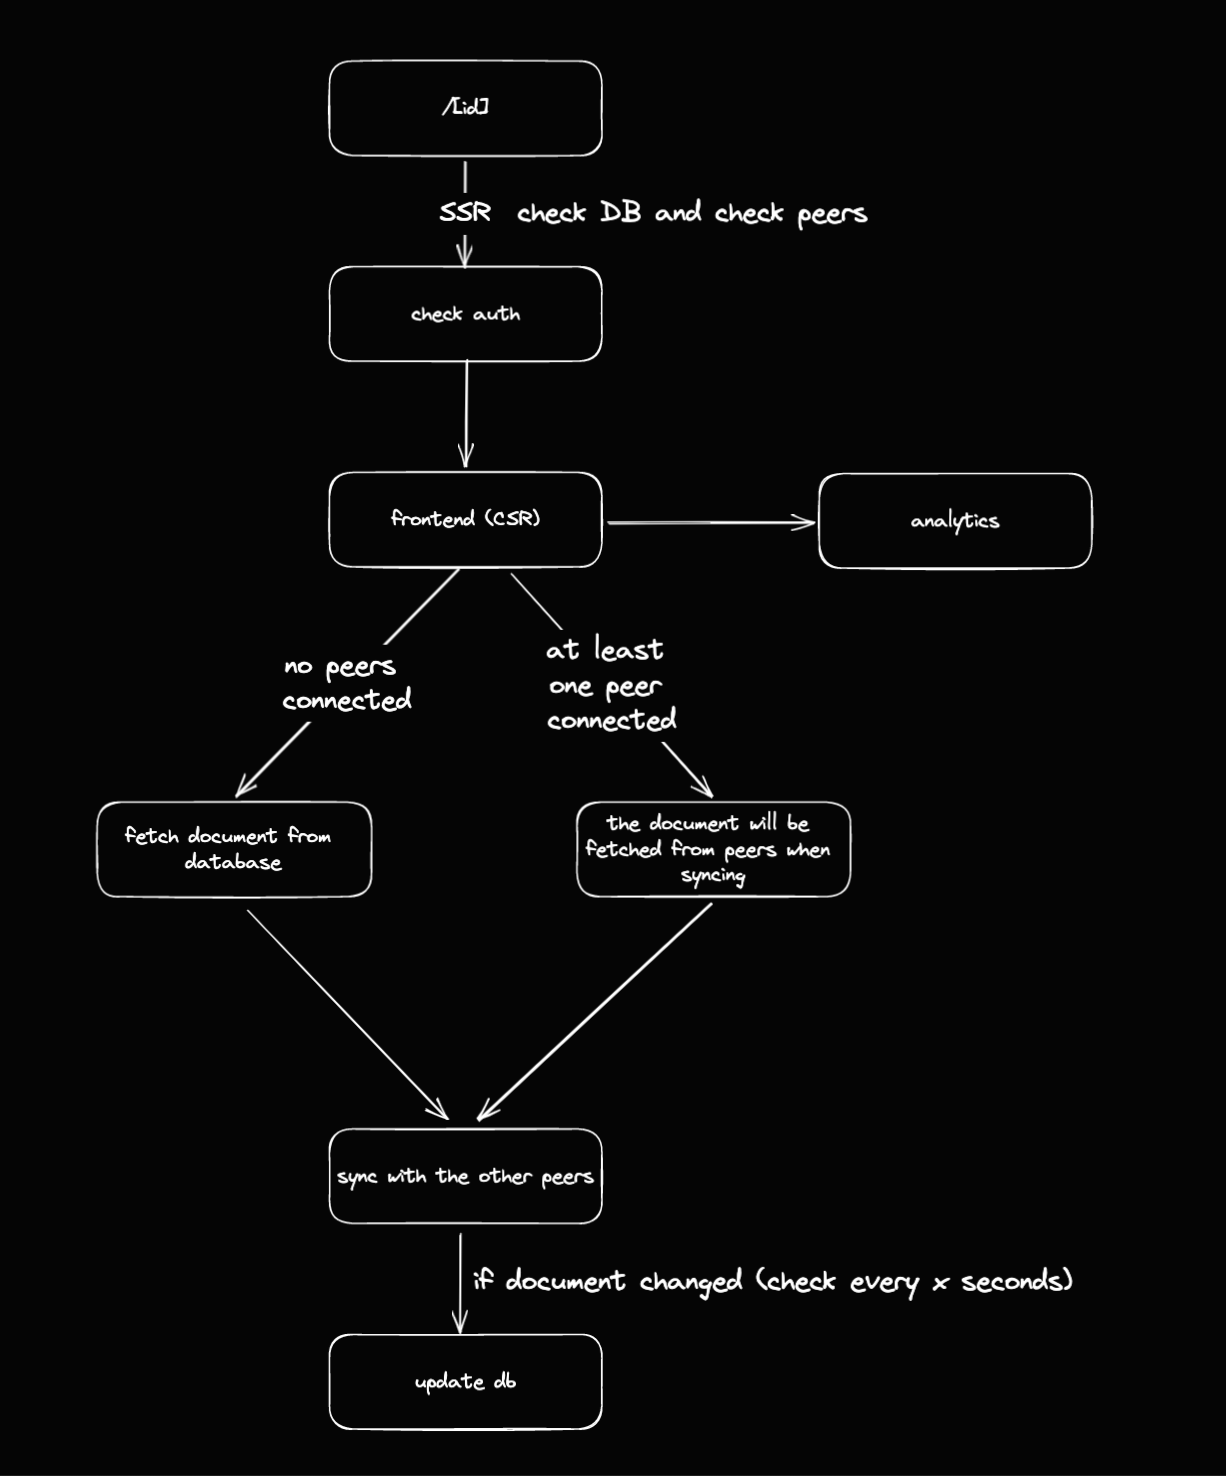 /[id]
SSR check DB and check peers
check auth
frontend (CSR)
analytics
no peers
connected
at least
one peer
connected
fetch document from
database
the document will be
fetched from peers when
syncing
sync with the other peers
if document changed (check every x seconds)
update db